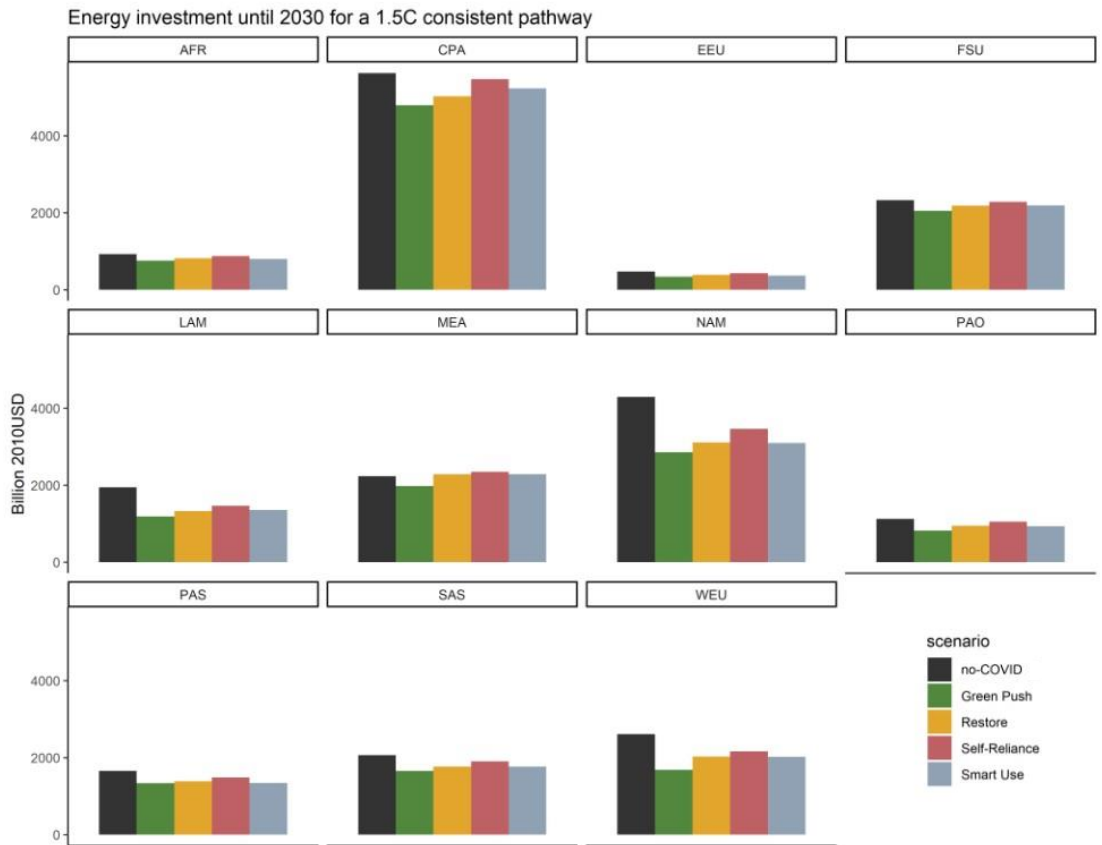 Energy investment until 2030 for a 1.5C consistent pathway
AFR
CPA
EEU
FSU
4000
2000
0
LAM
MEA
NAM
PAO
Billion 2010USD
4000
2000
0
PAS
SAS
WEU
4000
2000
0
scenario
no-COVID
Green Push
Restore
Self-Reliance
Smart Use